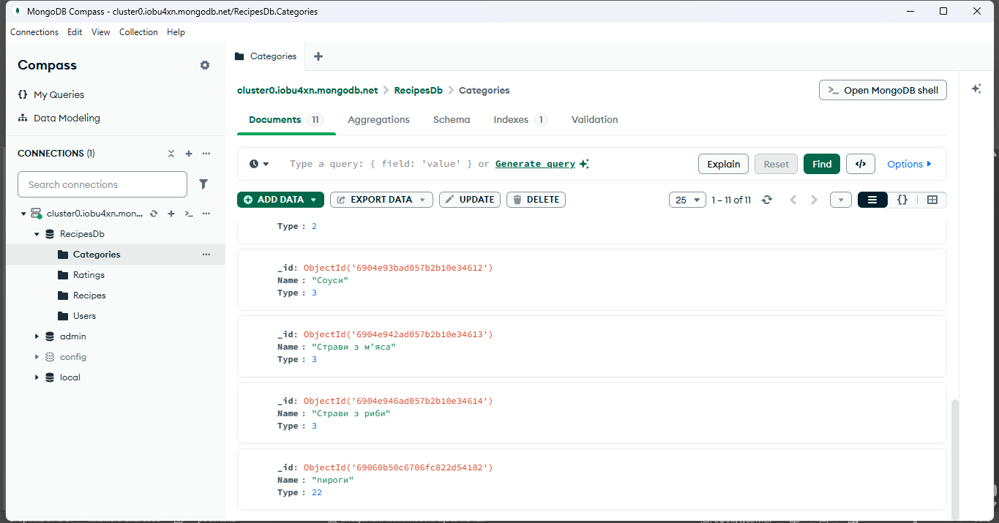 MongoDB Compass - cluster0.iobu4xn.mongodb.net/RecipesDb.Categories
Connections Edit View Collection Help
Compass
My Queries
Data Modeling
CONNECTIONS (1)
Search connections
cluster0.iobu4xn.mon...
RecipesDb
Categories
Ratings
Recipes
Users
admin
config
local
Categories
cluster0.iobu4xn.mongodb.net > RecipesDb > Categories
>_ Open MongoDB shell
Documents 11 Aggregations Schema Indexes 1 Validation
Type a query: { field: 'value' } or Generate query
Explain Reset Find </> Options
ADD DATA EXPORT DATA UPDATE DELETE
25 1 – 11 of 11 {}
Type : 2
_id: ObjectId('6904e93bad057b2b10e34612')
Name : "Соуси"
Type : 3
_id: ObjectId('6904e942ad057b2b10e34613')
Name : "Страви з м’яса"
Type : 3
_id: ObjectId('6904e946ad057b2b10e34614')
Name : "Страви з риби"
Type : 3
_id: ObjectId('69060b50c6706fc822d54182')
Name : "пироги"
Type : 22